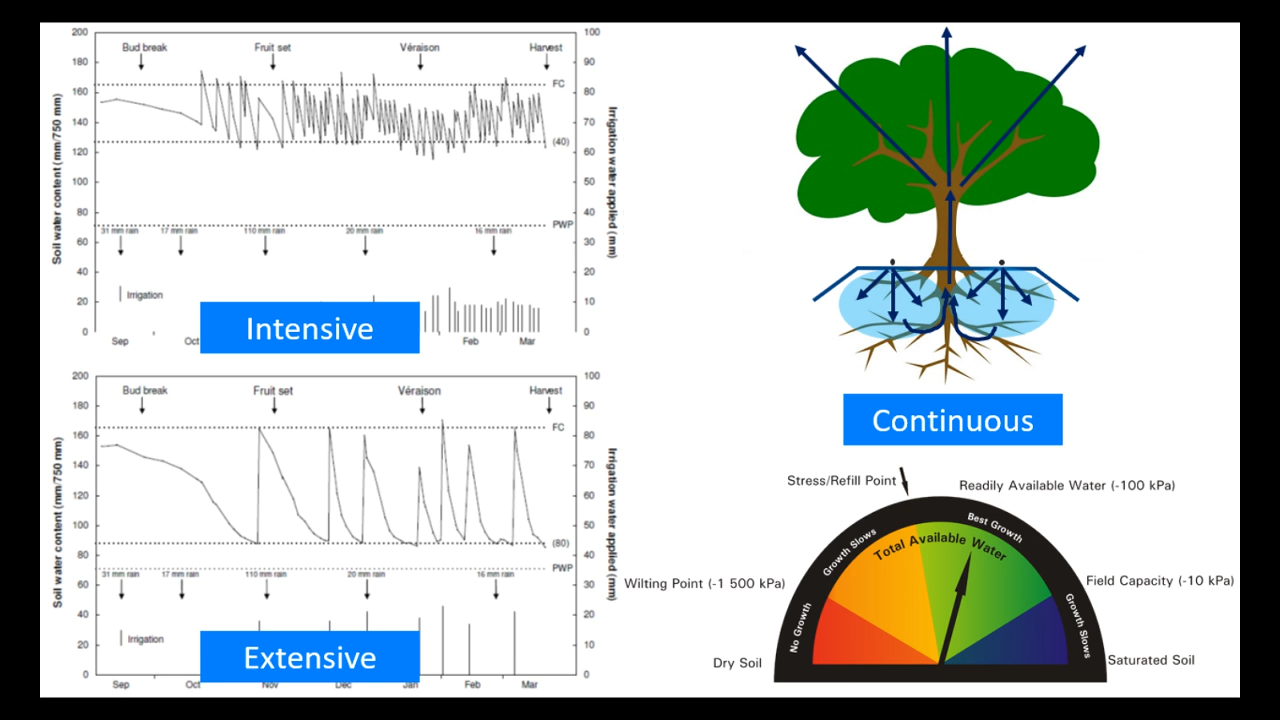 200
180
160
140
120
100
80
60
40
20
0
Soil water content (mm/750 mm)
Bud break
Fruit set
Véraison
Harvest
100
90
80
70
60
50
40
30
20
10
0
Irrigation water applied (mm)
FC
(40)
PWP
31 mm rain
17 mm rain
110 mm rain
20 mm rain
16 mm rain
Irrigation
Sep
Oct
Feb
Mar
Intensive
200
180
160
140
120
100
80
60
40
20
0
Soil water content (mm/750 mm)
Bud break
Fruit set
Véraison
Harvest
100
90
80
70
60
50
40
30
20
10
0
Irrigation water applied (mm)
FC
(80)
PWP
31 mm rain
17 mm rain
110 mm rain
20 mm rain
16 mm rain
Irrigation
Sep
Oct
Nov
Dec
Jan
Feb
Mar
Extensive
Continuous
Stress/Refill Point
Readily Available Water (-100 kPa)
Wilting Point (-1 500 kPa)
Field Capacity (-10 kPa)
Dry Soil
Saturated Soil
No Growth
Growth Slows
Best Growth
Growth Slows
Total Available Water